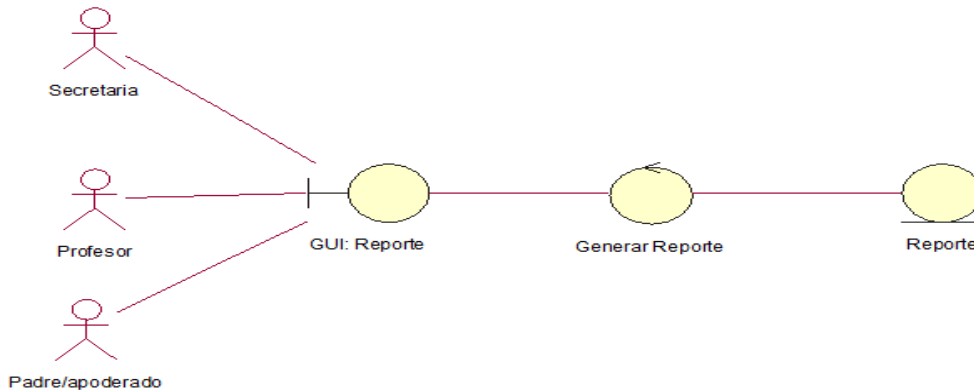 Secretaria
Profesor
GUI: Reporte
Generar Reporte
Reporte
Padre/apoderado